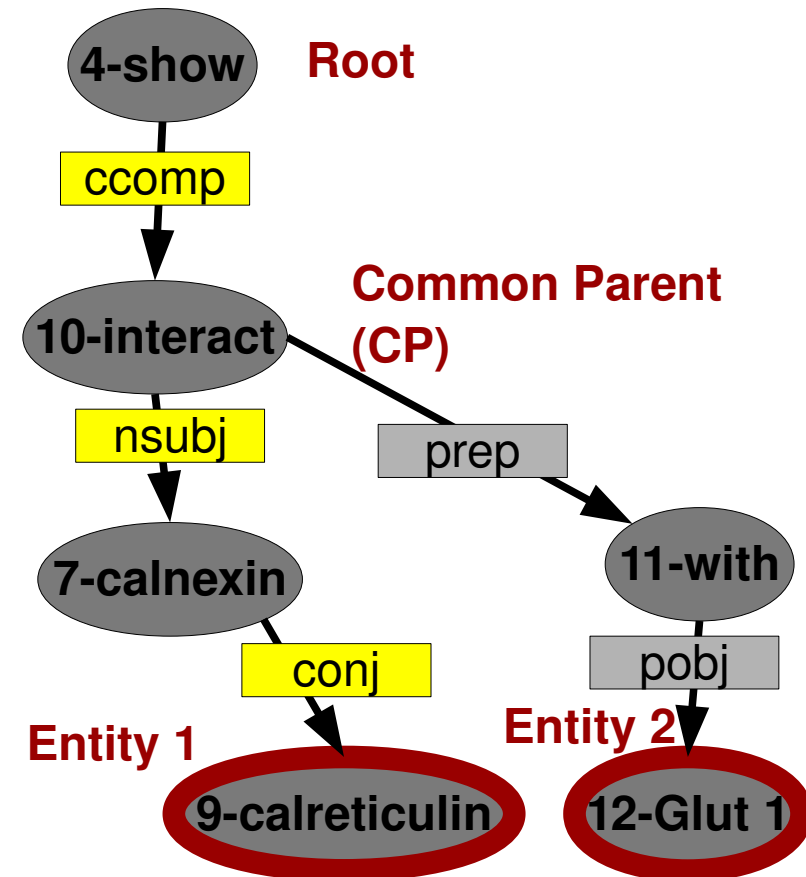 4-show
Root
ccomp
Common Parent
(CP)
10-interact
nsubj
prep
7-calnexin
11-with
conj
pobj
Entity 1
Entity 2
9-calreticulin
12-Glut 1